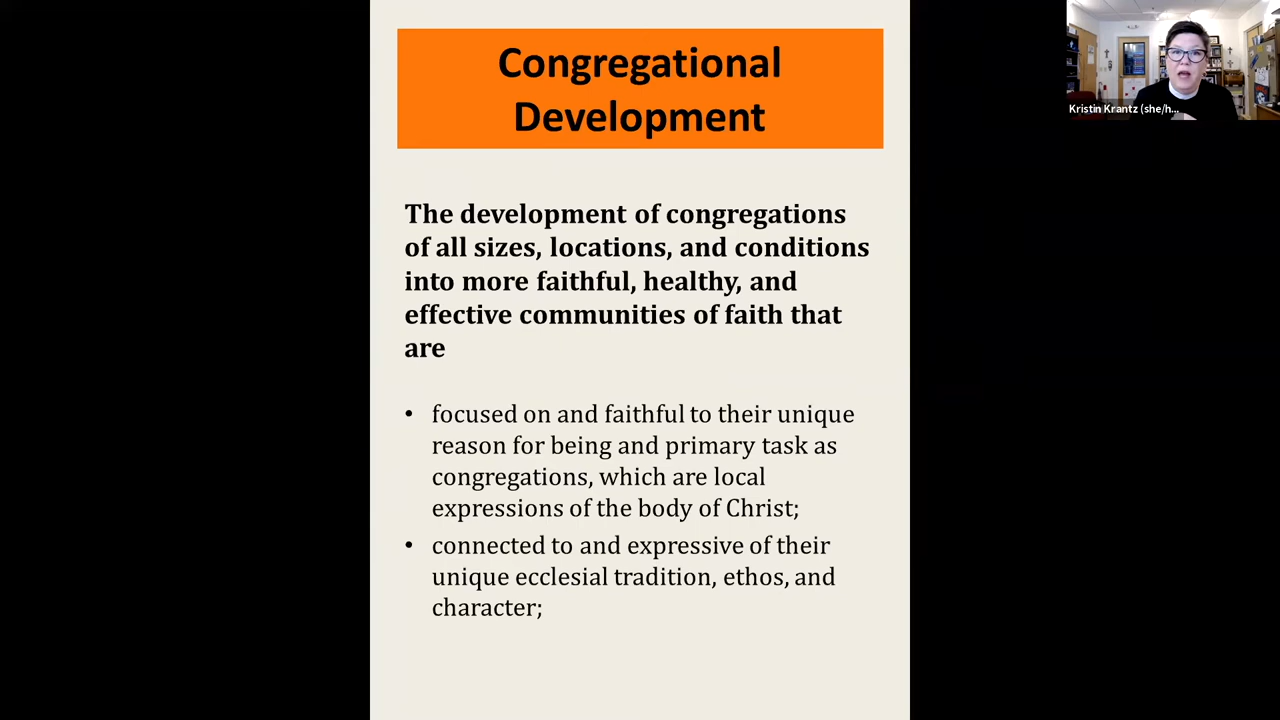 Congregational
Development
The development of congregations
of all sizes, locations, and conditions
into more faithful, healthy, and
effective communities of faith that
are
• focused on and faithful to their unique
reason for being and primary task as
congregations, which are local
expressions of the body of Christ;
• connected to and expressive of their
unique ecclesial tradition, ethos, and
character;
Kristin Krantz (she/h...